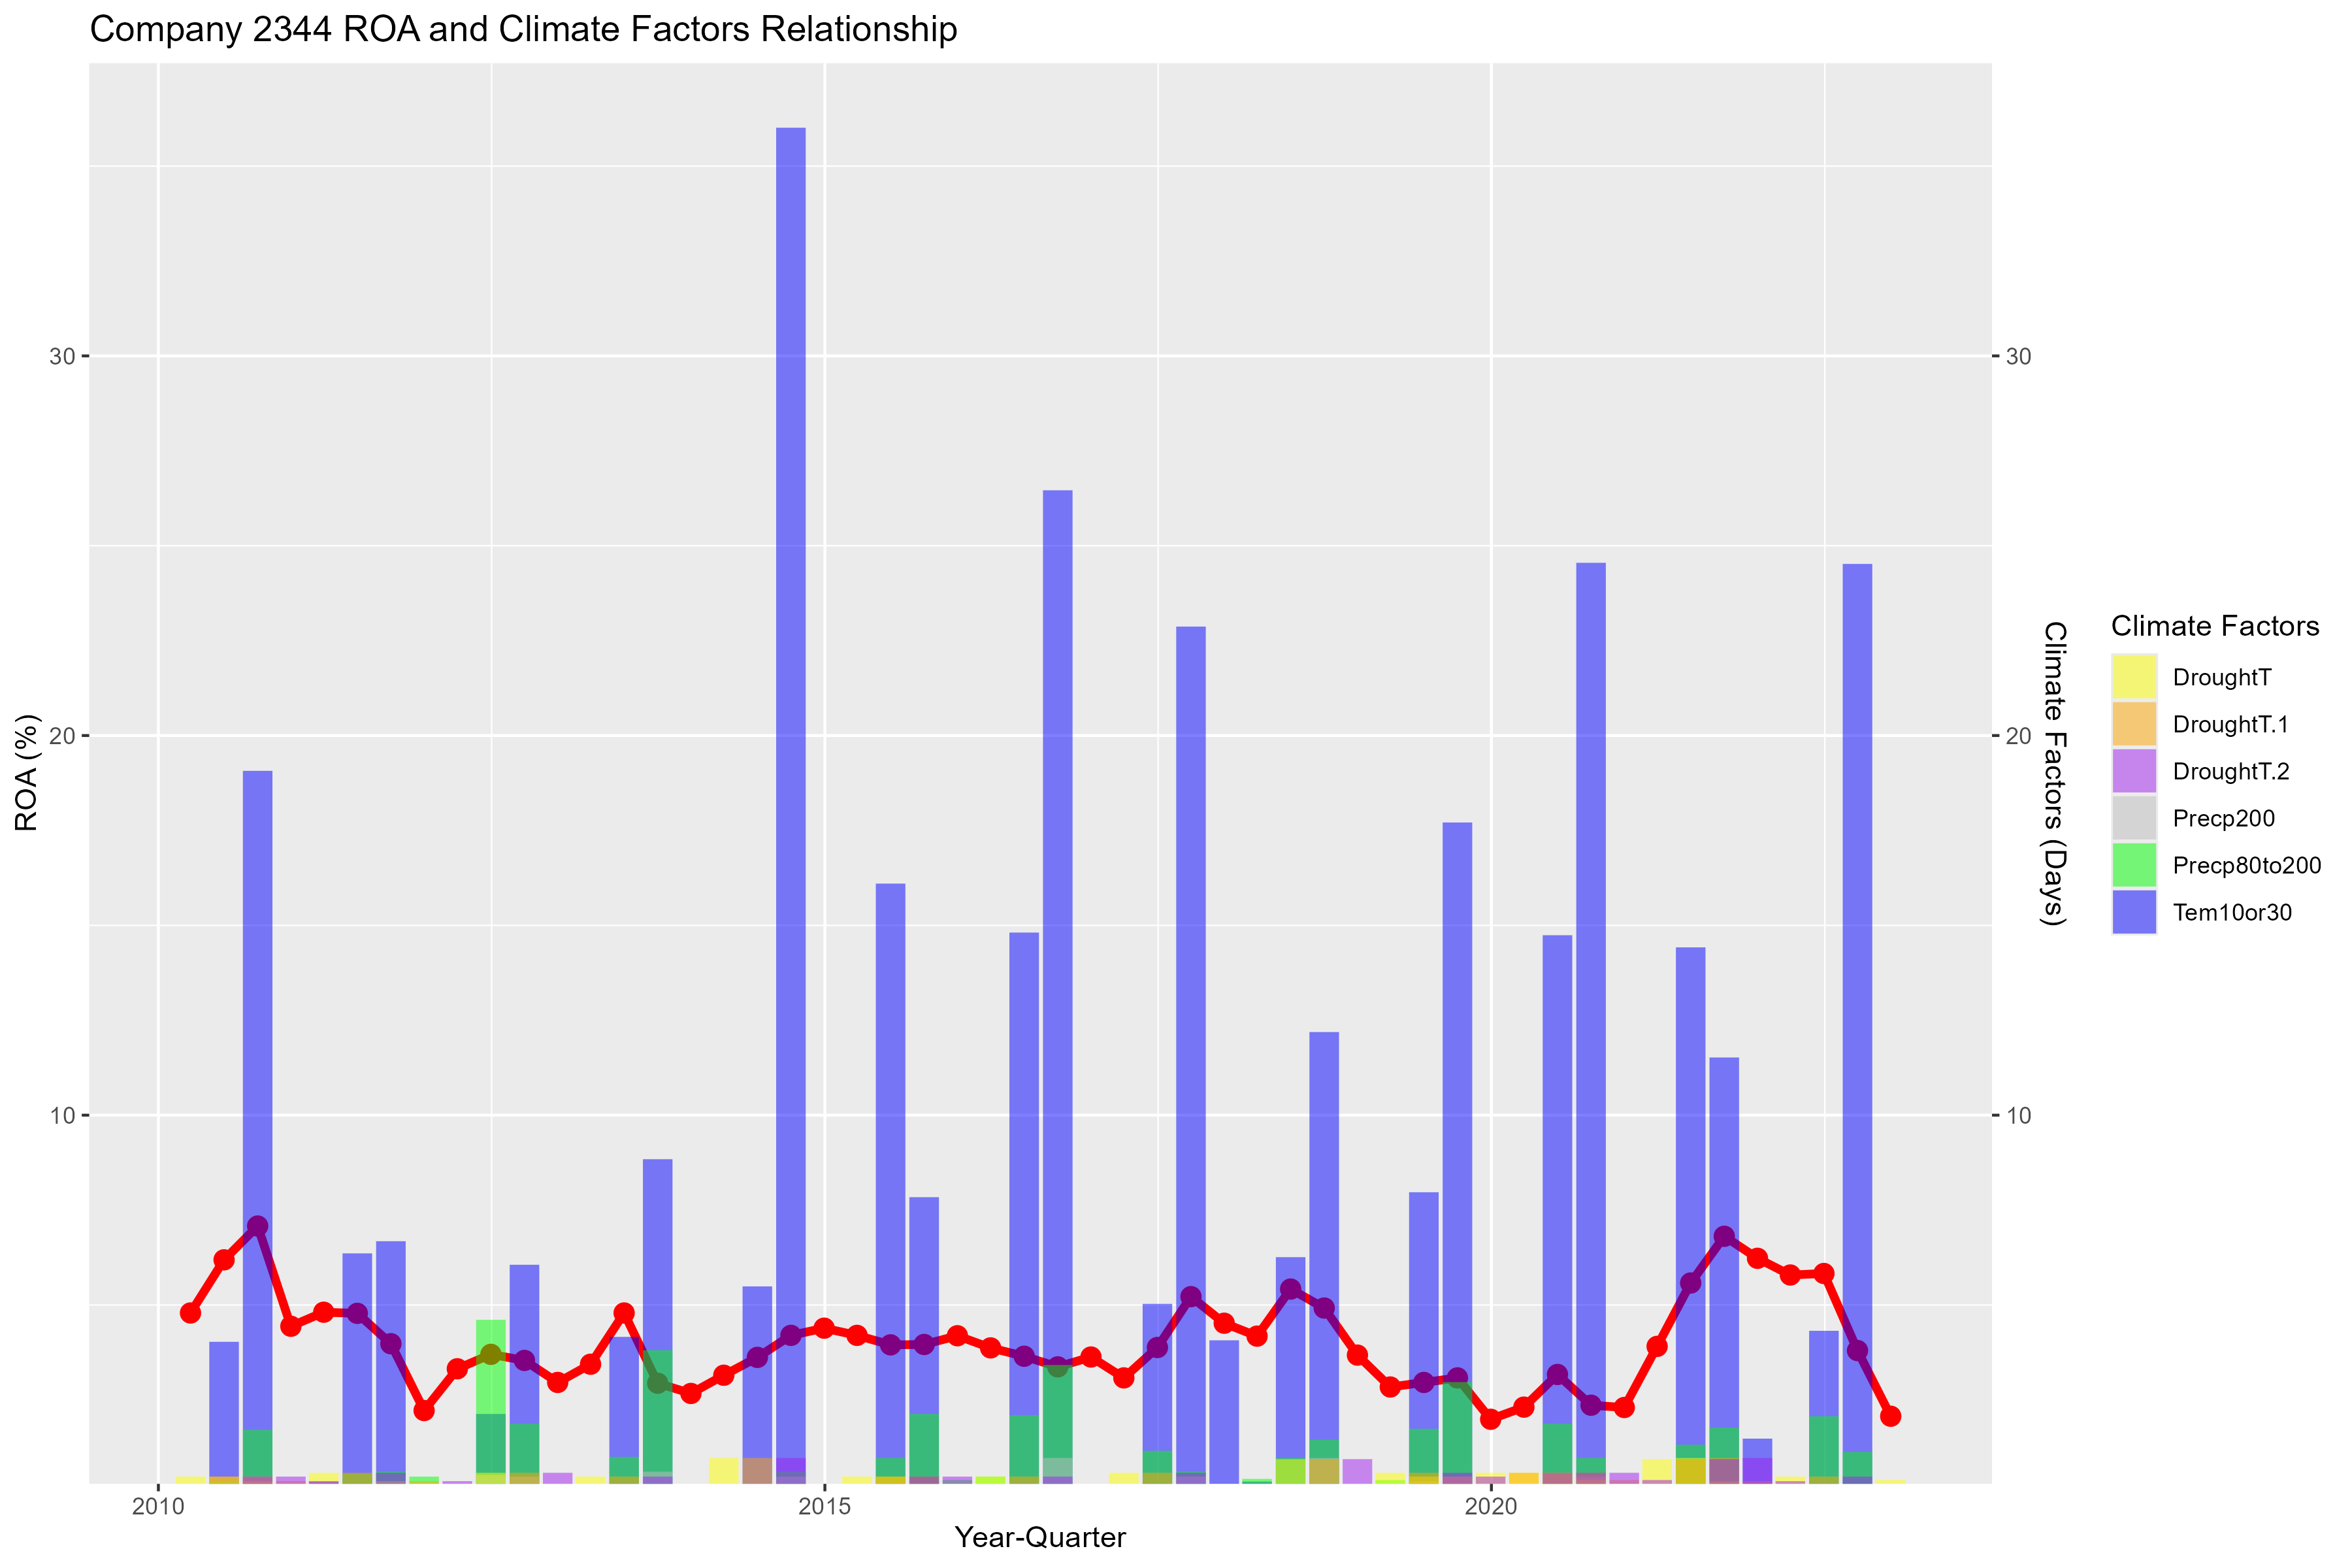 Company 2344 ROA and Climate Factors Relationship
ROA (%)
30
20
10
30
20
10
Climate Factors (Days)
2010
2015
2020
Year-Quarter
Climate Factors
DroughtT
DroughtT.1
DroughtT.2
Precp200
Precp80to200
Tem10or30